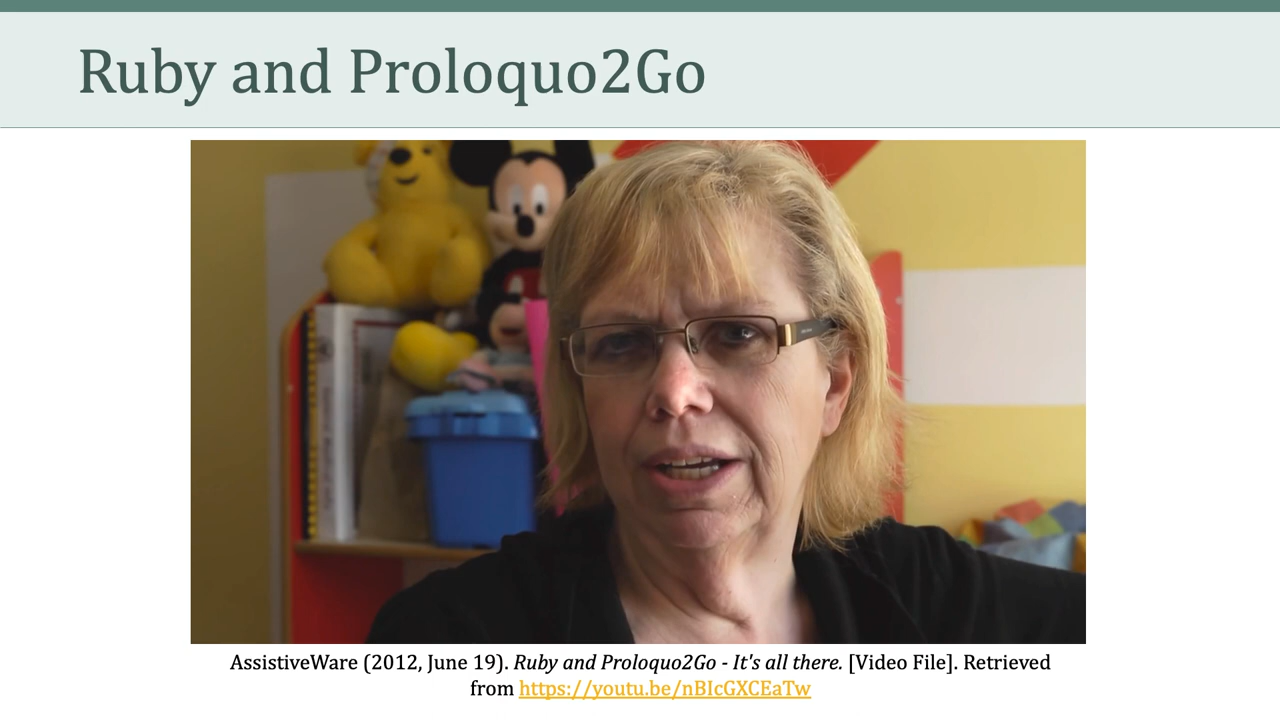 Ruby and Proloquo2Go
AssistiveWare (2012, June 19). Ruby and Proloquo2Go - It's all there. [Video File]. Retrieved
from https://youtu.be/nBIcGXCEaTw